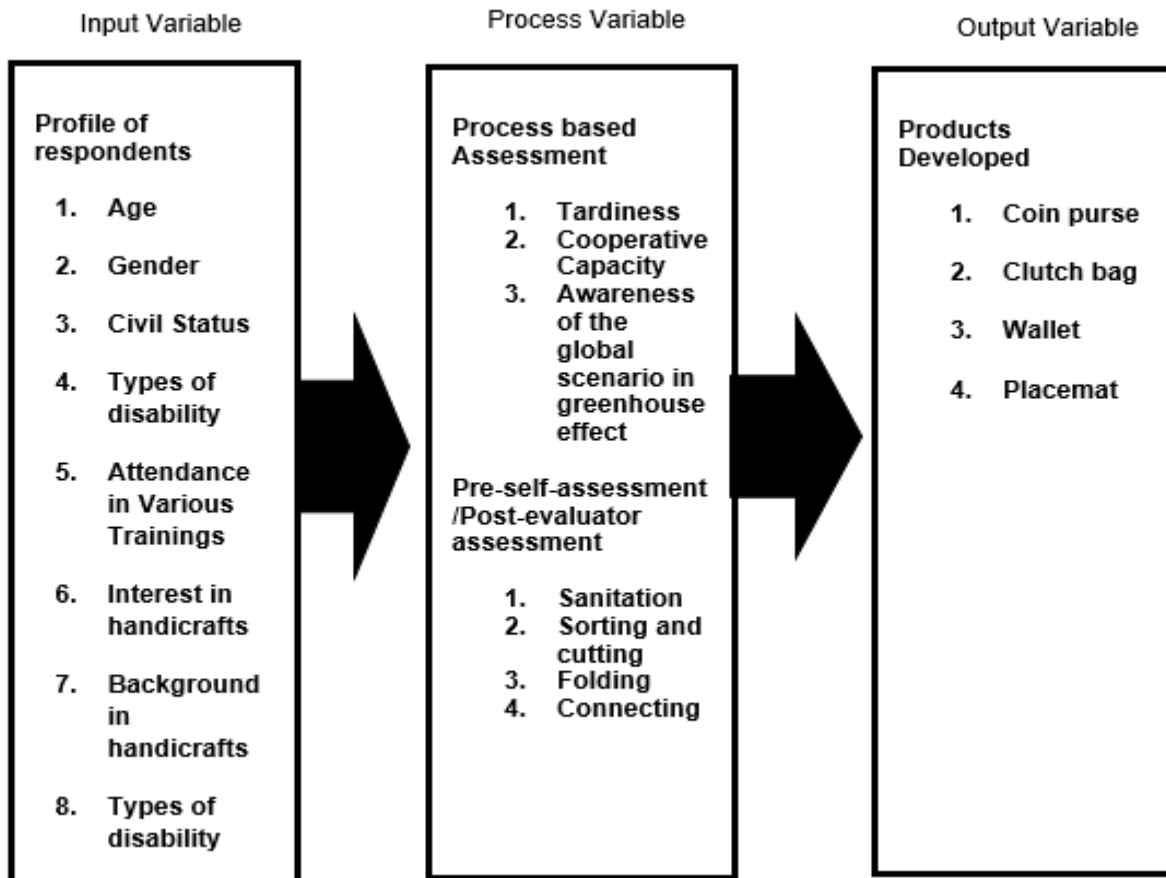 Input Variable
Process Variable
Output Variable
Profile of
respondents
1. Age
2. Gender
3. Civil Status
4. Types of
disability
5. Attendance
in Various
Trainings
6. Interest in
handicrafts
7. Background
in
handicrafts
8. Types of
disability
Process based
Assessment
1. Tardiness
2. Cooperative
Capacity
3. Awareness
of the
global
scenario in
greenhouse
effect
Pre-self-assessment
/Post-evaluator
assessment
1. Sanitation
2. Sorting and
cutting
3. Folding
4. Connecting
Products
Developed
1. Coin purse
2. Clutch bag
3. Wallet
4. Placemat